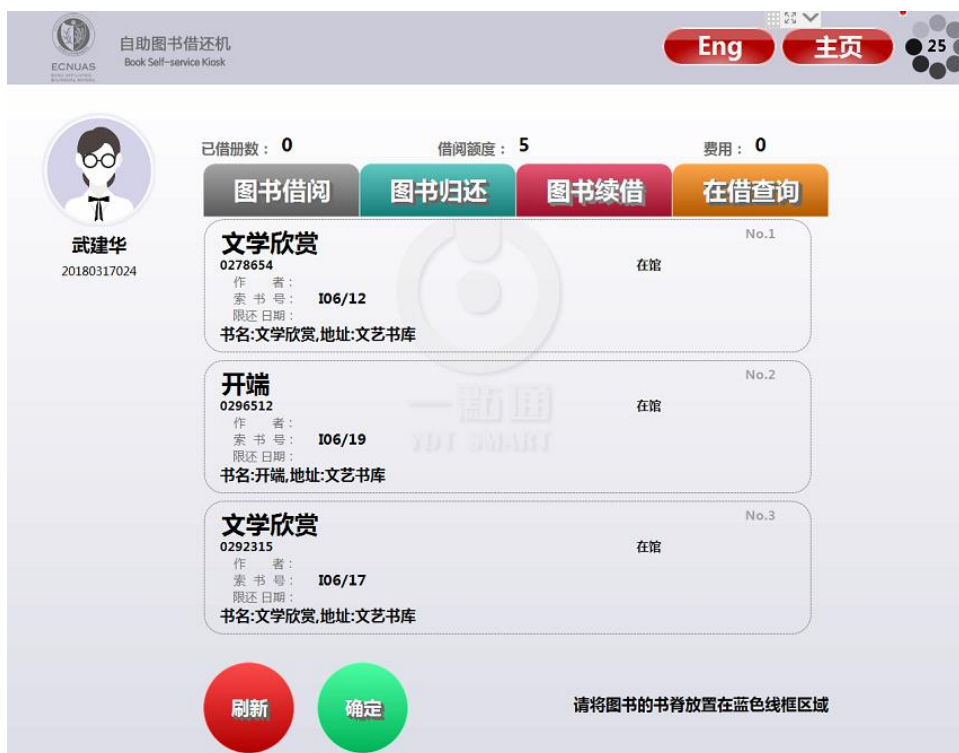 自助图书借还机
Book Self-service Kiosk
ECNUAS
Eng
主页
25
已借册数： 0
借阅额度： 5
费用： 0
图书借阅
图书归还
图书续借
在借查询
武建华
20180317024
文学欣赏
No.1
0278654
在馆
作 者：
索 书 号： I06/12
限还日期：
书名:文学欣赏,地址:文艺书库
开端
No.2
0296512
在馆
作 者：
索 书 号： I06/19
限还日期：
书名:开端,地址:文艺书库
一點通
YDT SMART
文学欣赏
No.3
0292315
在馆
作 者：
索 书 号： I06/17
限还日期：
书名:文学欣赏,地址:文艺书库
刷新
确定
请将图书的书脊放置在蓝色线框区域